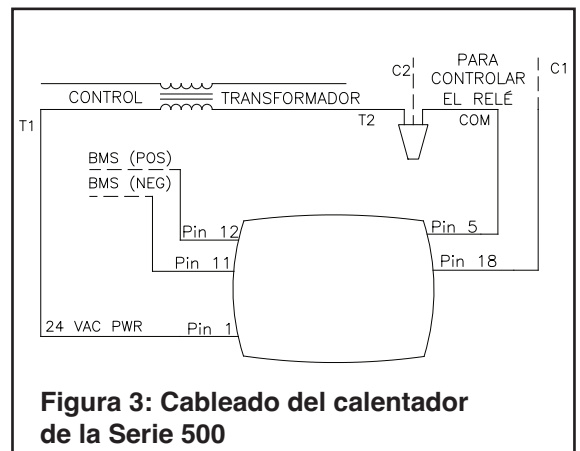 PARA
C2 CONTROLAR C1
CONTROL TRANSFORMADOR EL RELÉ
T1 T2 COM
BMS (POS)
BMS (NEG)
Pin 12 Pin 5
Pin 11 Pin 18
24 VAC PWR Pin 1
Figura 3: Cableado del calentador
de la Serie 500